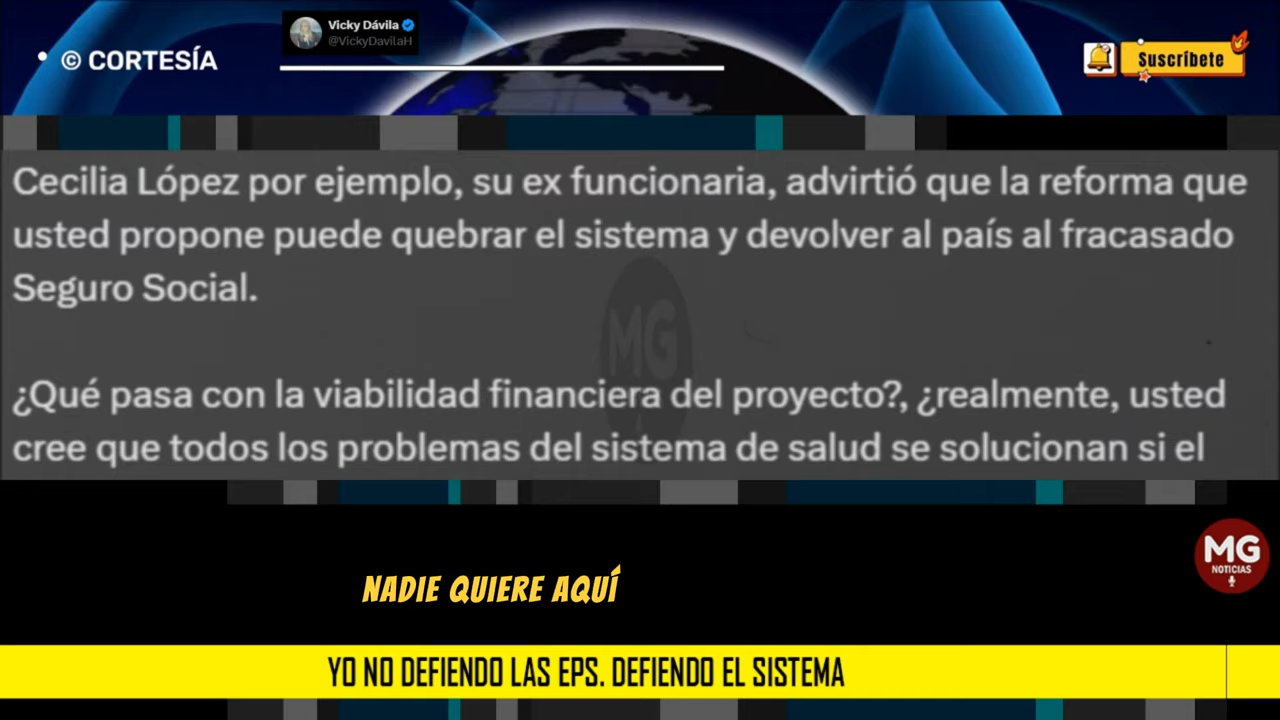 © CORTESÍA
Vicky Dávila
@VickyDavilaH
Suscríbete
Cecilia López por ejemplo, su ex funcionaria, advirtió que la reforma que
usted propone puede quebrar el sistema y devolver al país al fracasado
Seguro Social.
¿Qué pasa con la viabilidad financiera del proyecto?, ¿realmente, usted
cree que todos los problemas del sistema de salud se solucionan si el
MG
NADIE QUIERE AQUÍ
MG
NOTICIAS
YO NO DEFIENDO LAS EPS. DEFIENDO EL SISTEMA